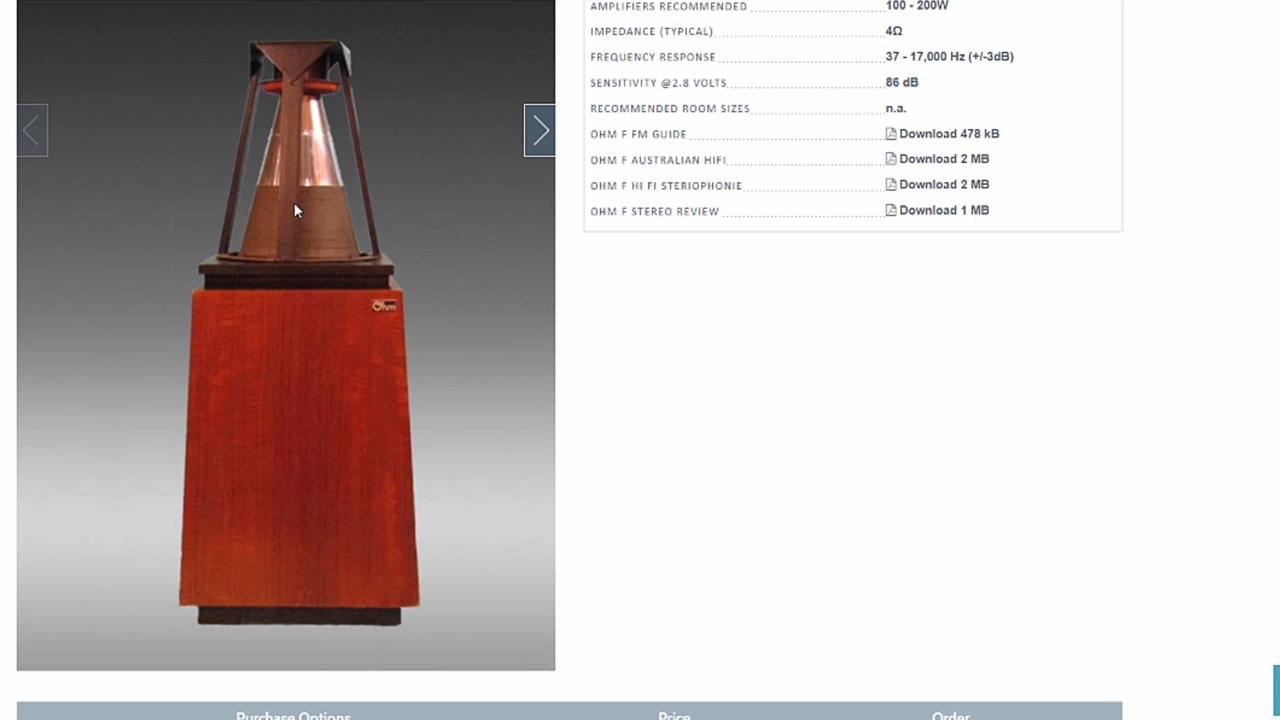 AMPLIFIERS RECOMMENDED 100 - 200W
IMPEDANCE (TYPICAL) 4Ω
FREQUENCY RESPONSE 37 - 17,000 Hz (+/-3dB)
SENSITIVITY @2.8 VOLTS 86 dB
RECOMMENDED ROOM SIZES n.a.
OHM F FM GUIDE Download 478 kB
OHM F AUSTRALIAN HIFI Download 2 MB
OHM F HI FI STERIOPHONIE Download 2 MB
OHM F STEREO REVIEW Download 1 MB
Ohm
Purchase Options Price Order